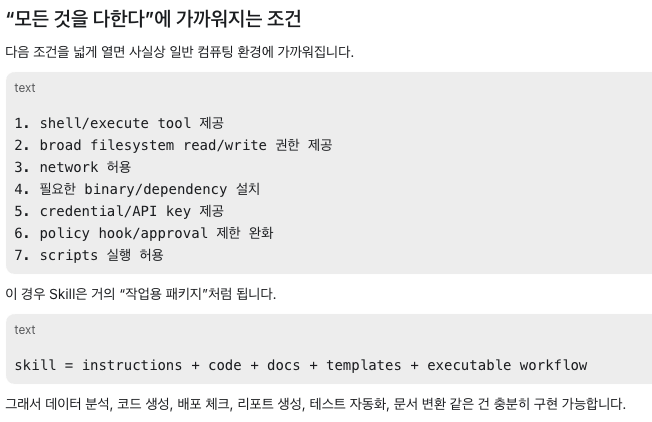 “모든 것을 다한다”에 가까워지는 조건
다음 조건을 넓게 열면 사실상 일반 컴퓨팅 환경에 가까워집니다.
text
1. shell/execute tool 제공
2. broad filesystem read/write 권한 제공
3. network 허용
4. 필요한 binary/dependency 설치
5. credential/API key 제공
6. policy hook/approval 제한 완화
7. scripts 실행 허용
이 경우 Skill은 거의 “작업용 패키지”처럼 됩니다.
text
skill = instructions + code + docs + templates + executable workflow
그래서 데이터 분석, 코드 생성, 배포 체크, 리포트 생성, 테스트 자동화, 문서 변환 같은 건 충분히 구현 가능합니다.